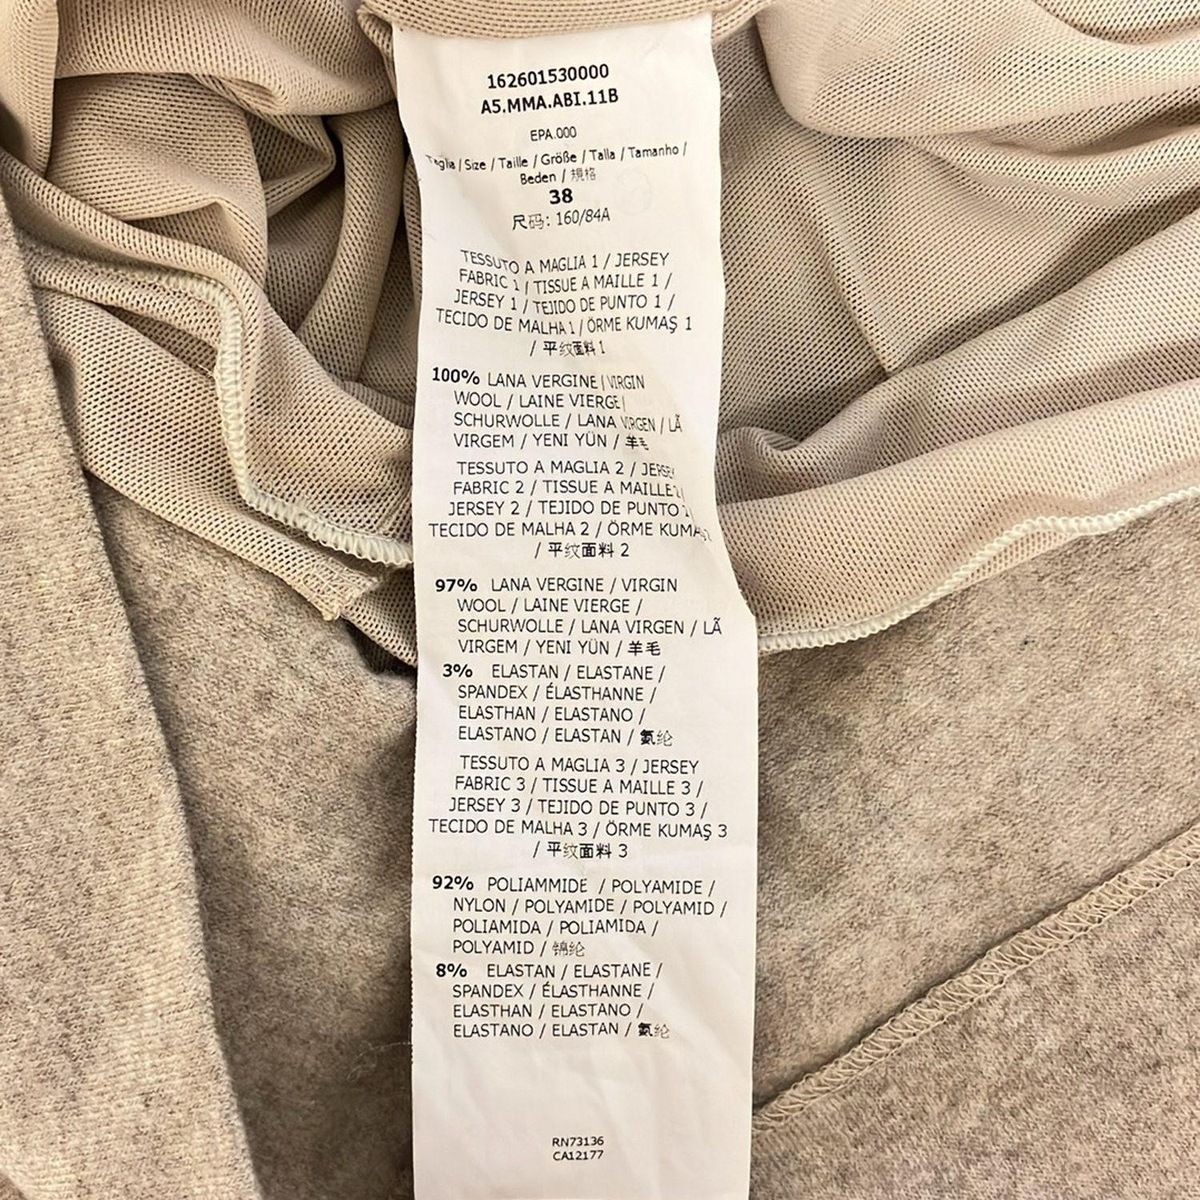 162601530000
A5.MMA.ABI.11B
EPA.000
Taglia / Size / Taille / Größe / Talla / Tamanho /
Beden / 規格
38
尺码: 160/84A
TESSUTO A MAGLIA 1 / JERSEY
FABRIC 1 / TISSUE A MAILLE 1 /
JERSEY 1 / TEJIDO DE PUNTO 1 /
TECIDO DE MALHA 1 / ÖRME KUMAŞ 1
/ 平纹面料 1
100% LANA VERGINE / VIRGIN
WOOL / LAINE VIERGE /
SCHURWOLLE / LANA VIRGEN / LÃ
VIRGEM / YENI YÜN / 羊毛
TESSUTO A MAGLIA 2 / JERSEY
FABRIC 2 / TISSUE A MAILLE 2 /
JERSEY 2 / TEJIDO DE PUNTO
TECIDO DE MALHA 2 / ÖRME KUMAŞ
/ 平纹面料 2
97% LANA VERGINE / VIRGIN
WOOL / LAINE VIERGE /
SCHURWOLLE / LANA VIRGEN / LÃ
VIRGEM / YENI YÜN / 羊毛
3% ELASTAN / ELASTANE /
SPANDEX / ÉLASTHANNE /
ELASTHAN / ELASTANO /
ELASTANO / ELASTAN / 氨纶
TESSUTO A MAGLIA 3 / JERSEY
FABRIC 3 / TISSUE A MAILLE 3 /
JERSEY 3 / TEJIDO DE PUNTO 3 /
TECIDO DE MALHA 3 / ÖRME KUMAŞ 3
/ 平纹面料 3
92% POLIAMMIDE / POLYAMIDE /
NYLON / POLYAMIDE / POLYAMID /
POLIAMIDA / POLIAMIDA /
POLYAMID / 锦纶
8% ELASTAN / ELASTANE /
SPANDEX / ÉLASTHANNE /
ELASTHAN / ELASTANO /
ELASTANO / ELASTAN / 氨纶
RN73136
CA12177